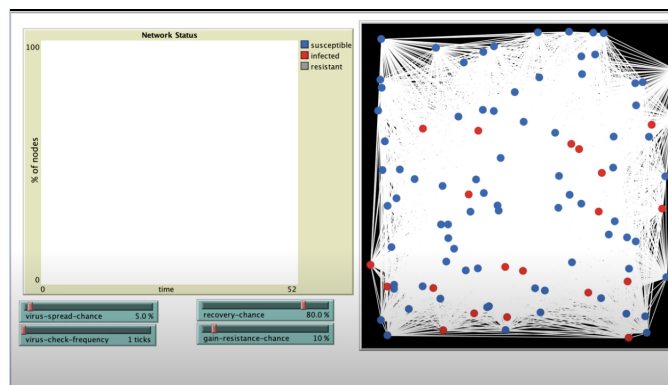 Network Status
100
susceptible
infected
resistant
% of nodes
0
0 time 52
virus-spread-chance 5.0 %
recovery-chance 80.0 %
virus-check-frequency 1 ticks
gain-resistance-chance 10 %